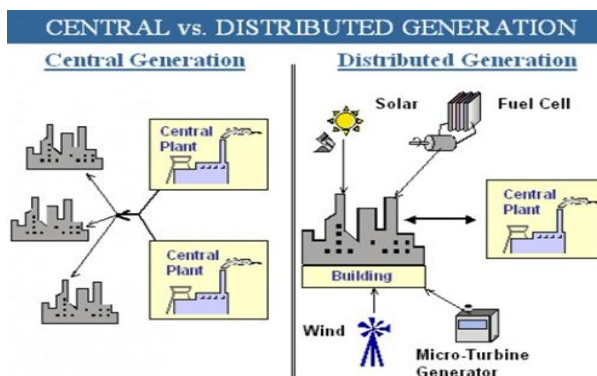 CENTRAL vs. DISTRIBUTED GENERATION
Central Generation
Central
Plant
Central
Plant
Distributed Generation
Solar
Fuel Cell
Central
Plant
Building
Wind
Micro-Turbine
Generator